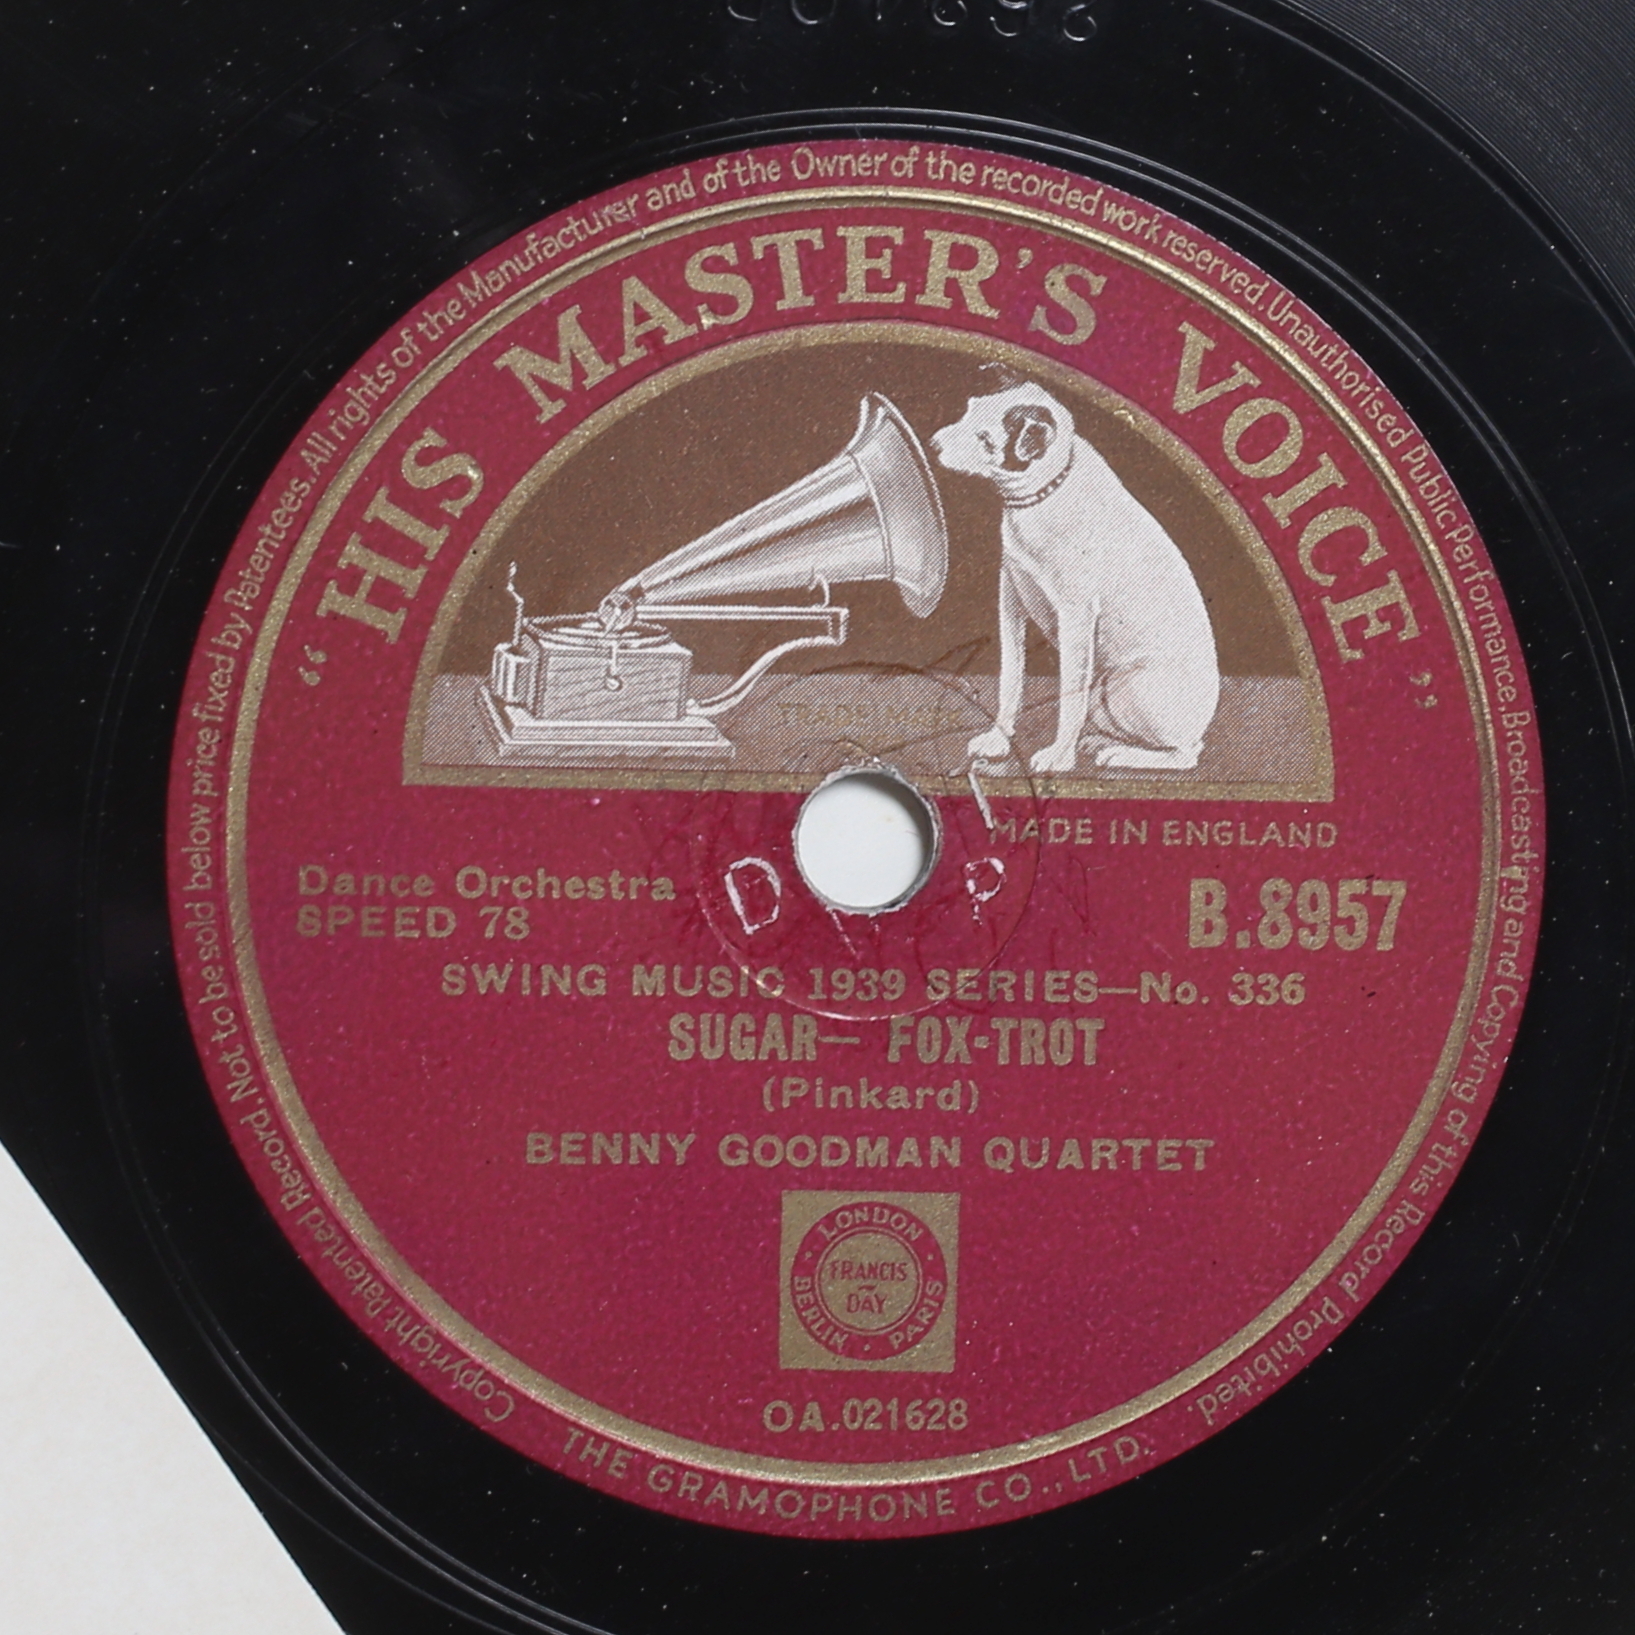 Copyright Patented Record. Not to be sold below price fixed by Patentees. All rights of the Manufacturer and of the Owner of the recorded work reserved. Unauthorised Public Performance, Broadcasting and Copying of this Record Prohibited.
“HIS MASTER'S VOICE”
TRADE MARK
MADE IN ENGLAND
Dance Orchestra
SPEED 78
B.8957
SWING MUSIC 1939 SERIES—No. 336
SUGAR— FOX-TROT
(Pinkard)
BENNY GOODMAN QUARTET
LONDON
FRANCIS
DAY
BERLIN · PARIS
OA.021628
THE GRAMOPHONE CO., LTD.